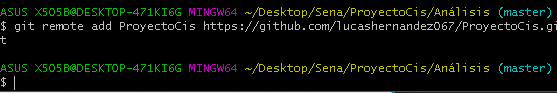 ASUS X505B@DESKTOP-471KI6G MINGW64 ~/Desktop/Sena/ProyectoCis/Análisis (master)
$ git remote add ProyectoCis https://github.com/lucashernandez067/ProyectoCis.gi
t
ASUS X505B@DESKTOP-471KI6G MINGW64 ~/Desktop/Sena/ProyectoCis/Análisis (master)
$